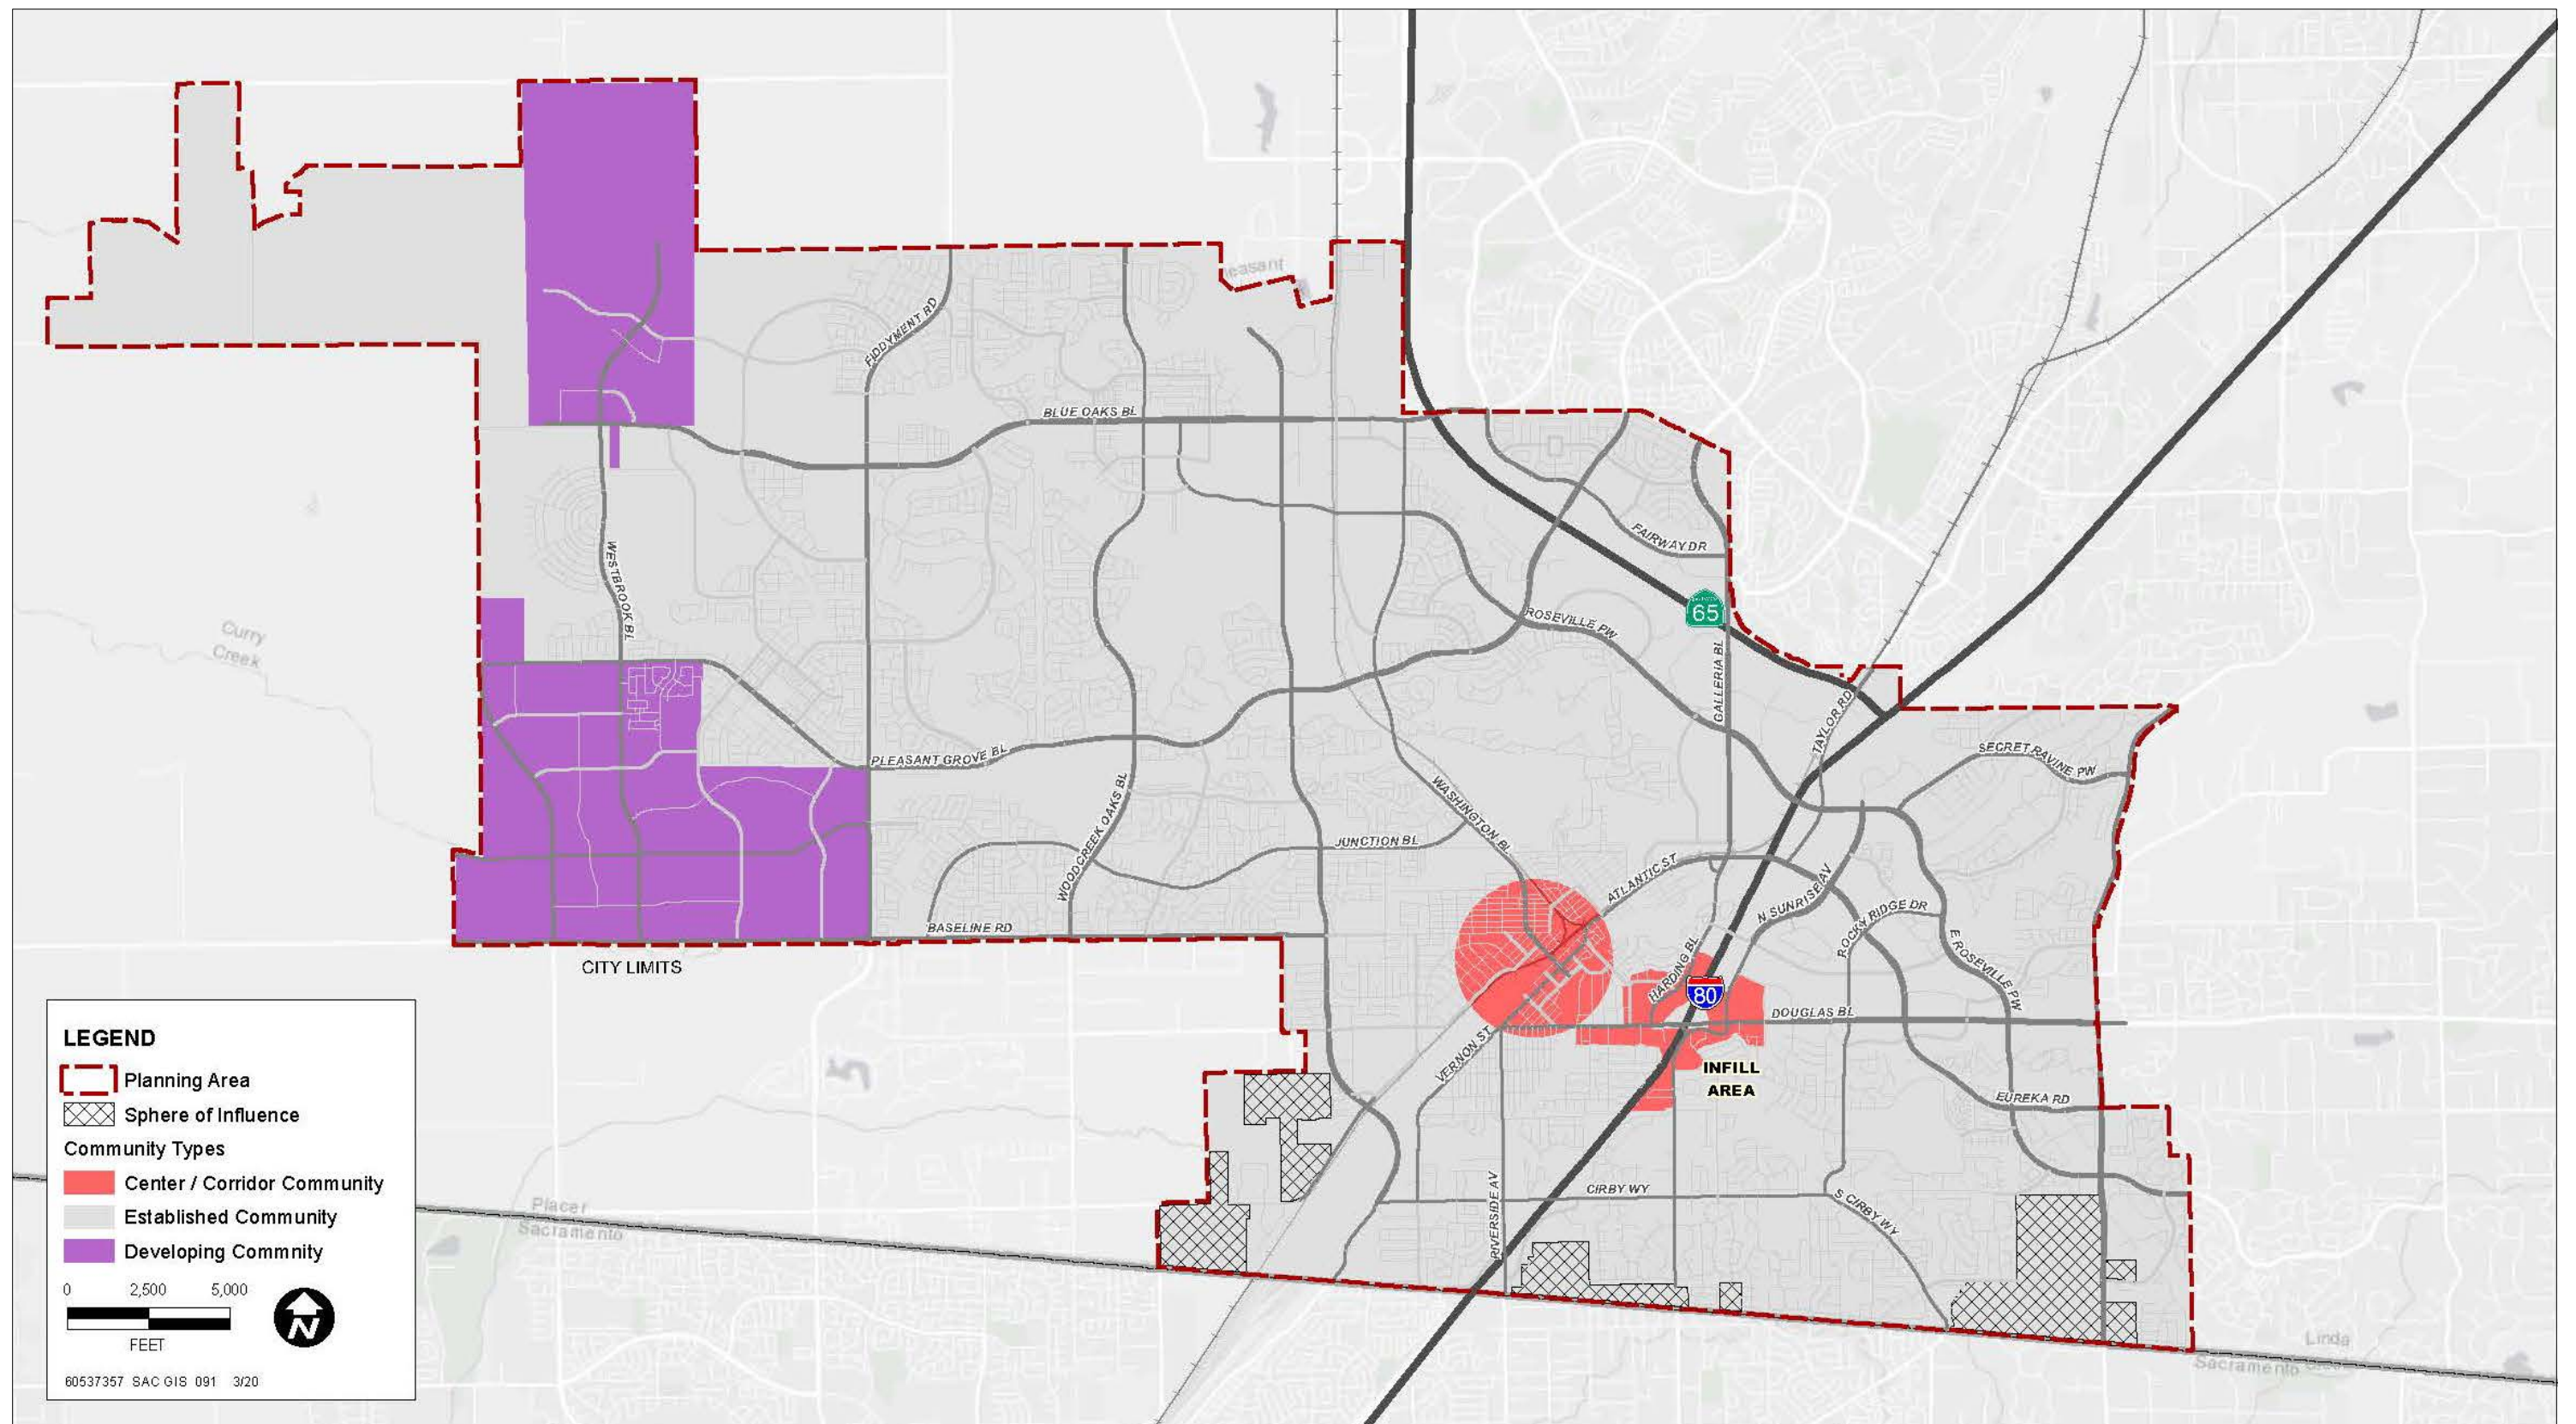 easant
FIDDYMENT RD
BLUE OAKS BL
FAIRWAY DR
WESTBROOK BL
65
ROSEVILLE PW
Curry
Creek
GALLERIA BL
TAYLOR RD
SECRET RAVINE PW
PLEASANT GROVE BL
WASHINGTON BL
WOODCREEK OAKS BL
JUNCTION BL
ATLANTIC ST
N SUNRISE AV
ROCKY RIDGE DR
BASELINE RD
E ROSEVILLE PW
CITY LIMITS
HARDING BL
80
DOUGLAS BL
VERNON ST
INFILL
AREA
EUREKA RD
RIVERSIDE AV
CIRBY WY
S CIRBY WY
Placer
Sacramento
Linda
Sacramento
LEGEND
Planning Area
Sphere of Influence
Community Types
Center / Corridor Community
Established Community
Developing Commnity
0 2,500 5,000
FEET
N
60537357 SAC GIS 091 3/20